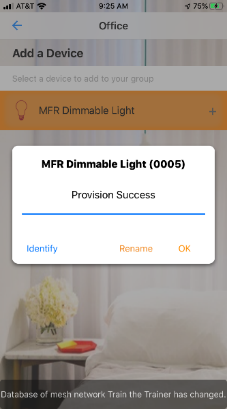 AT&T
9:25 AM
75%
Office
Add a Device
Select a device to add to your group
MFR Dimmable Light
+
MFR Dimmable Light (0005)
Provision Success
Identify
Rename
OK
Database of mesh network Train the Trainer has changed.